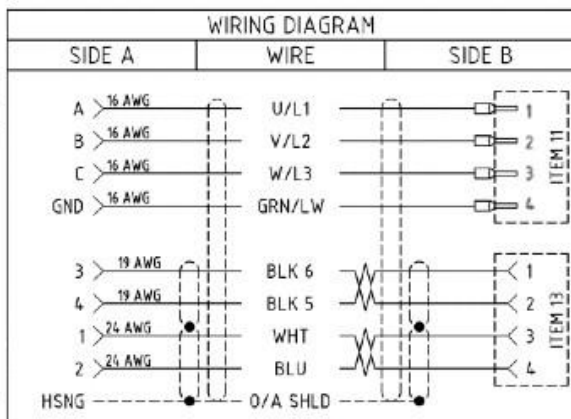 WIRING DIAGRAM
SIDE A WIRE SIDE B
A 16 AWG U/L1 1
B 16 AWG V/L2 2
C 16 AWG W/L3 3
GND 16 AWG GRN/LW 4
ITEM 11
3 19 AWG BLK 6 1
4 19 AWG BLK 5 2
1 24 AWG WHT 3
2 24 AWG BLU 4
ITEM 13
HSNG O/A SHLD